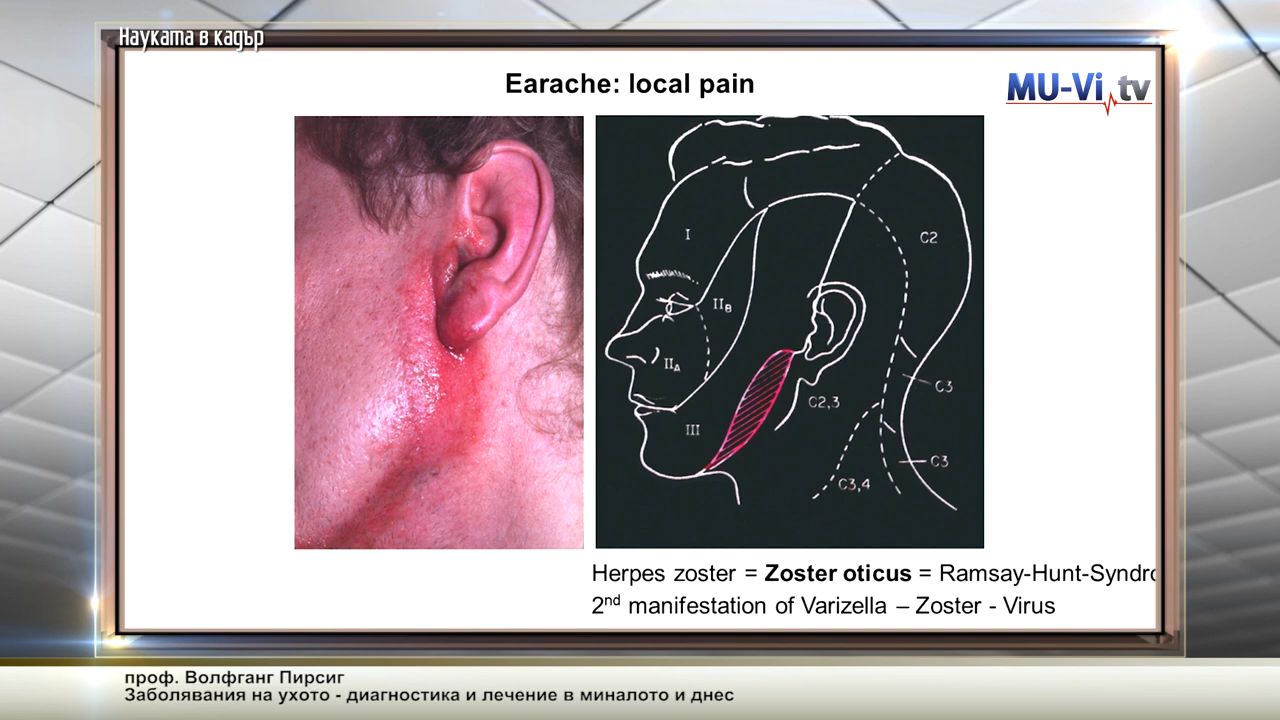 Науката в кадър
Earache: local pain
MU-Vi.tv
I
C2
IIB
IIA
C3
C2,3
III
C3
C3,4
Herpes zoster = Zoster oticus = Ramsay-Hunt-Syndro
2nd manifestation of Varizella – Zoster - Virus
проф. Волфганг Пирсиг
Заболявания на ухото - диагностика и лечение в миналото и днес